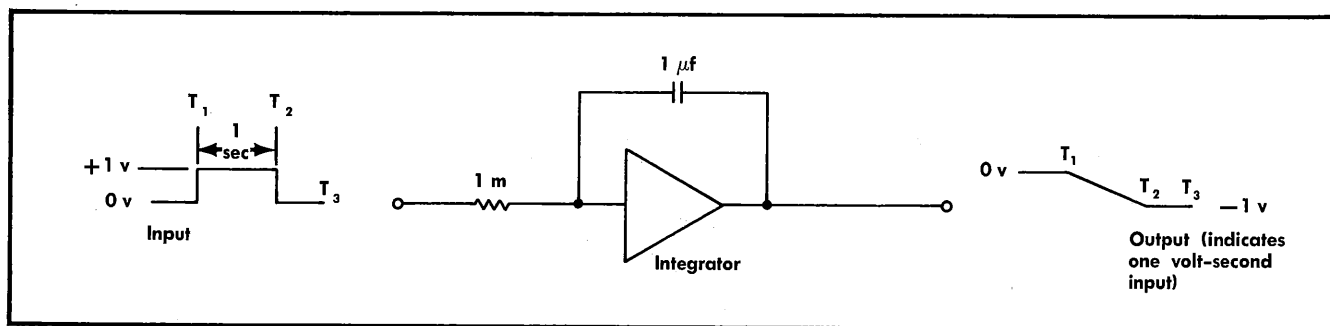 1 μf
T1 T2
1
sec
+1 v
0 v
T3
Input
1 m
Integrator
0 v
T1
T2 T3
—1 v
Output (indicates
one volt-second
input)